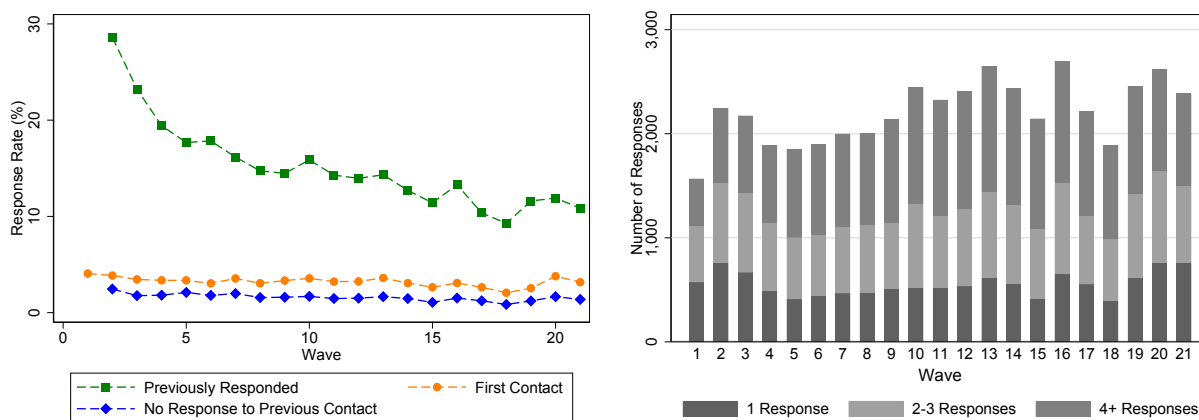 30
20
10
0
Response Rate (%)
0 5 10 15 20
Wave
Previously Responded
First Contact
No Response to Previous Contact
3,000
2,000
1,000
0
Number of Responses
1 2 3 4 5 6 7 8 9 10 11 12 13 14 15 16 17 18 19 20 21
Wave
1 Response
2-3 Responses
4+ Responses